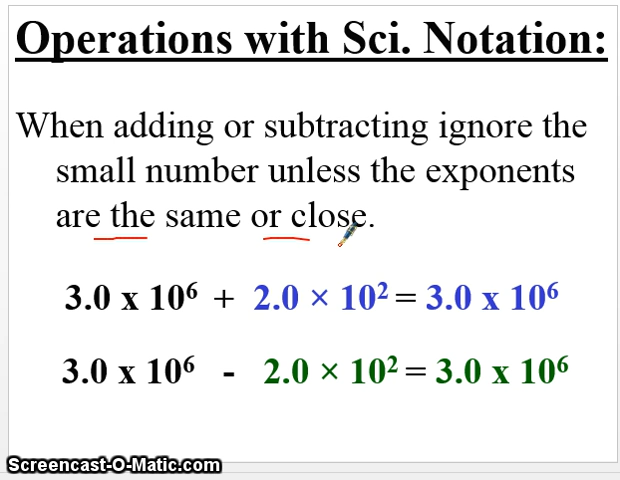 Operations with Sci. Notation:
When adding or subtracting ignore the
small number unless the exponents
are the same or close.
3.0 x 10⁶ + 2.0 × 10² = 3.0 x 10⁶
3.0 x 10⁶ - 2.0 × 10² = 3.0 x 10⁶
Screencast-O-Matic.com